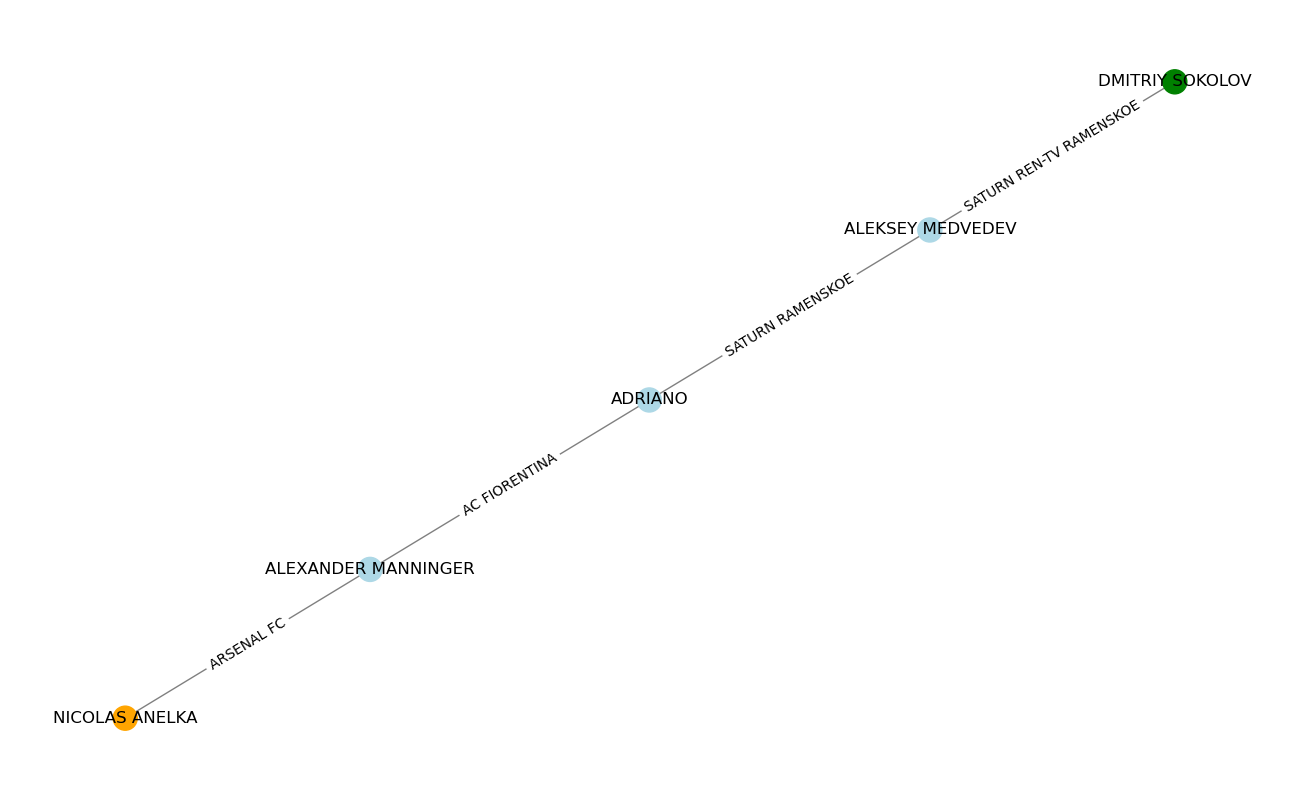 DMITRIY SOKOLOV
SATURN REN-TV RAMENSKOE
ALEKSEY MEDVEDEV
SATURN RAMENSKOE
ADRIANO
AC FIORENTINA
ALEXANDER MANNINGER
ARSENAL FC
NICOLAS ANELKA